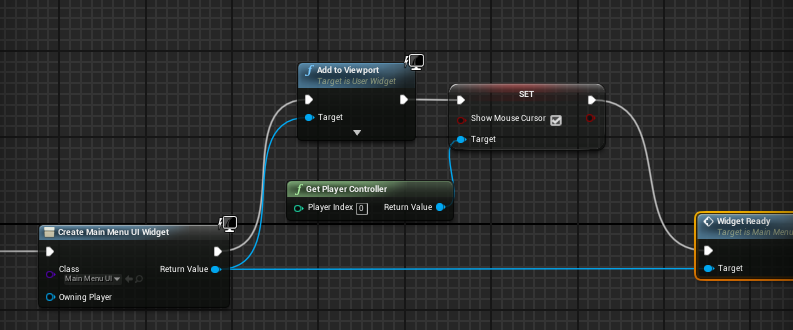 Add to Viewport
Target is User Widget
Target
SET
Show Mouse Cursor
Target
Get Player Controller
Player Index 0
Return Value
Create Main Menu UI Widget
Class
Main Menu UI
Return Value
Owning Player
Widget Ready
Target is Main Menu
Target